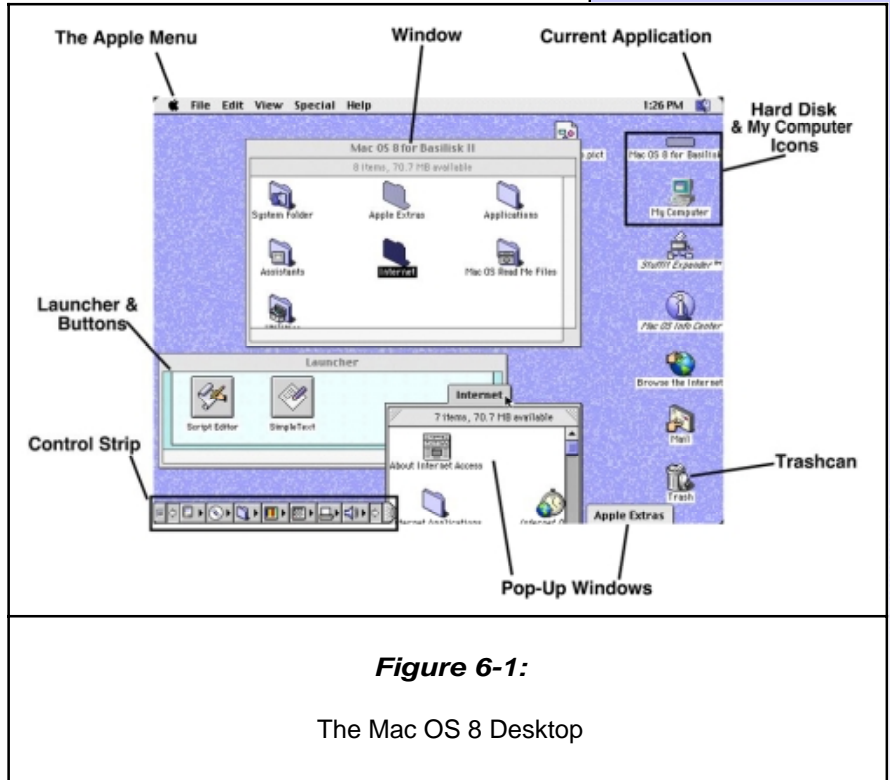 The Apple Menu
Window
Current Application
File Edit View Special Help
1:26 PM
Hard Disk
& My Computer
Icons
Mac OS 8 for Basilisk II
8 items, 70.7 MB available
.pict
Mac OS 8 for Basilisk
System Folder
Apple Extras
Applications
My Computer
Assistants
Internet
Mac OS Read Me Files
StuffIt Expander™
Mac OS Info Center
Launcher &
Buttons
Launcher
Browse the Internet
Internet
Script Editor
SimpleText
7 items, 70.7 MB available
Mail
Control Strip
About Internet Access
Trashcan
Trash
Apple Extras
Pop-Up Windows
Figure 6-1:
The Mac OS 8 Desktop